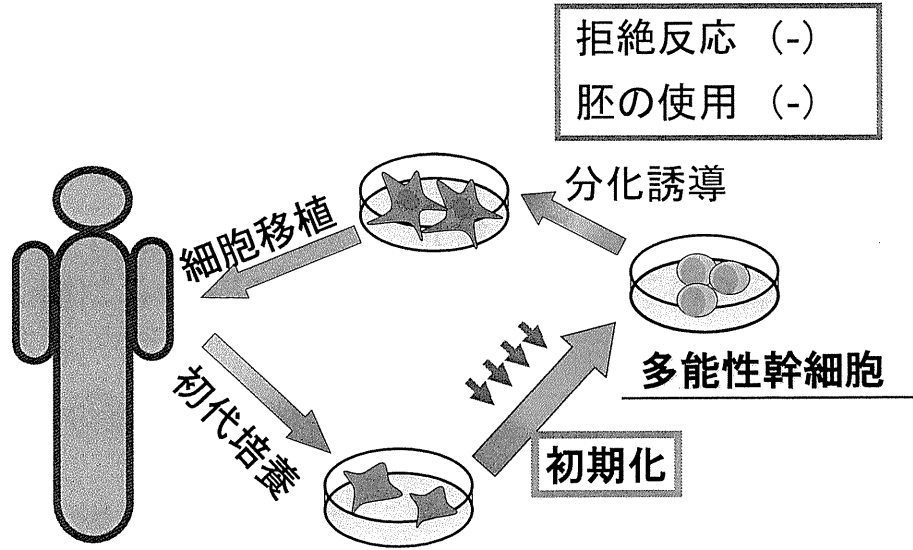 拒絶反応 (-)
胚の使用 (-)
分化誘導
細胞移植
多能性幹細胞
初代培養
初期化